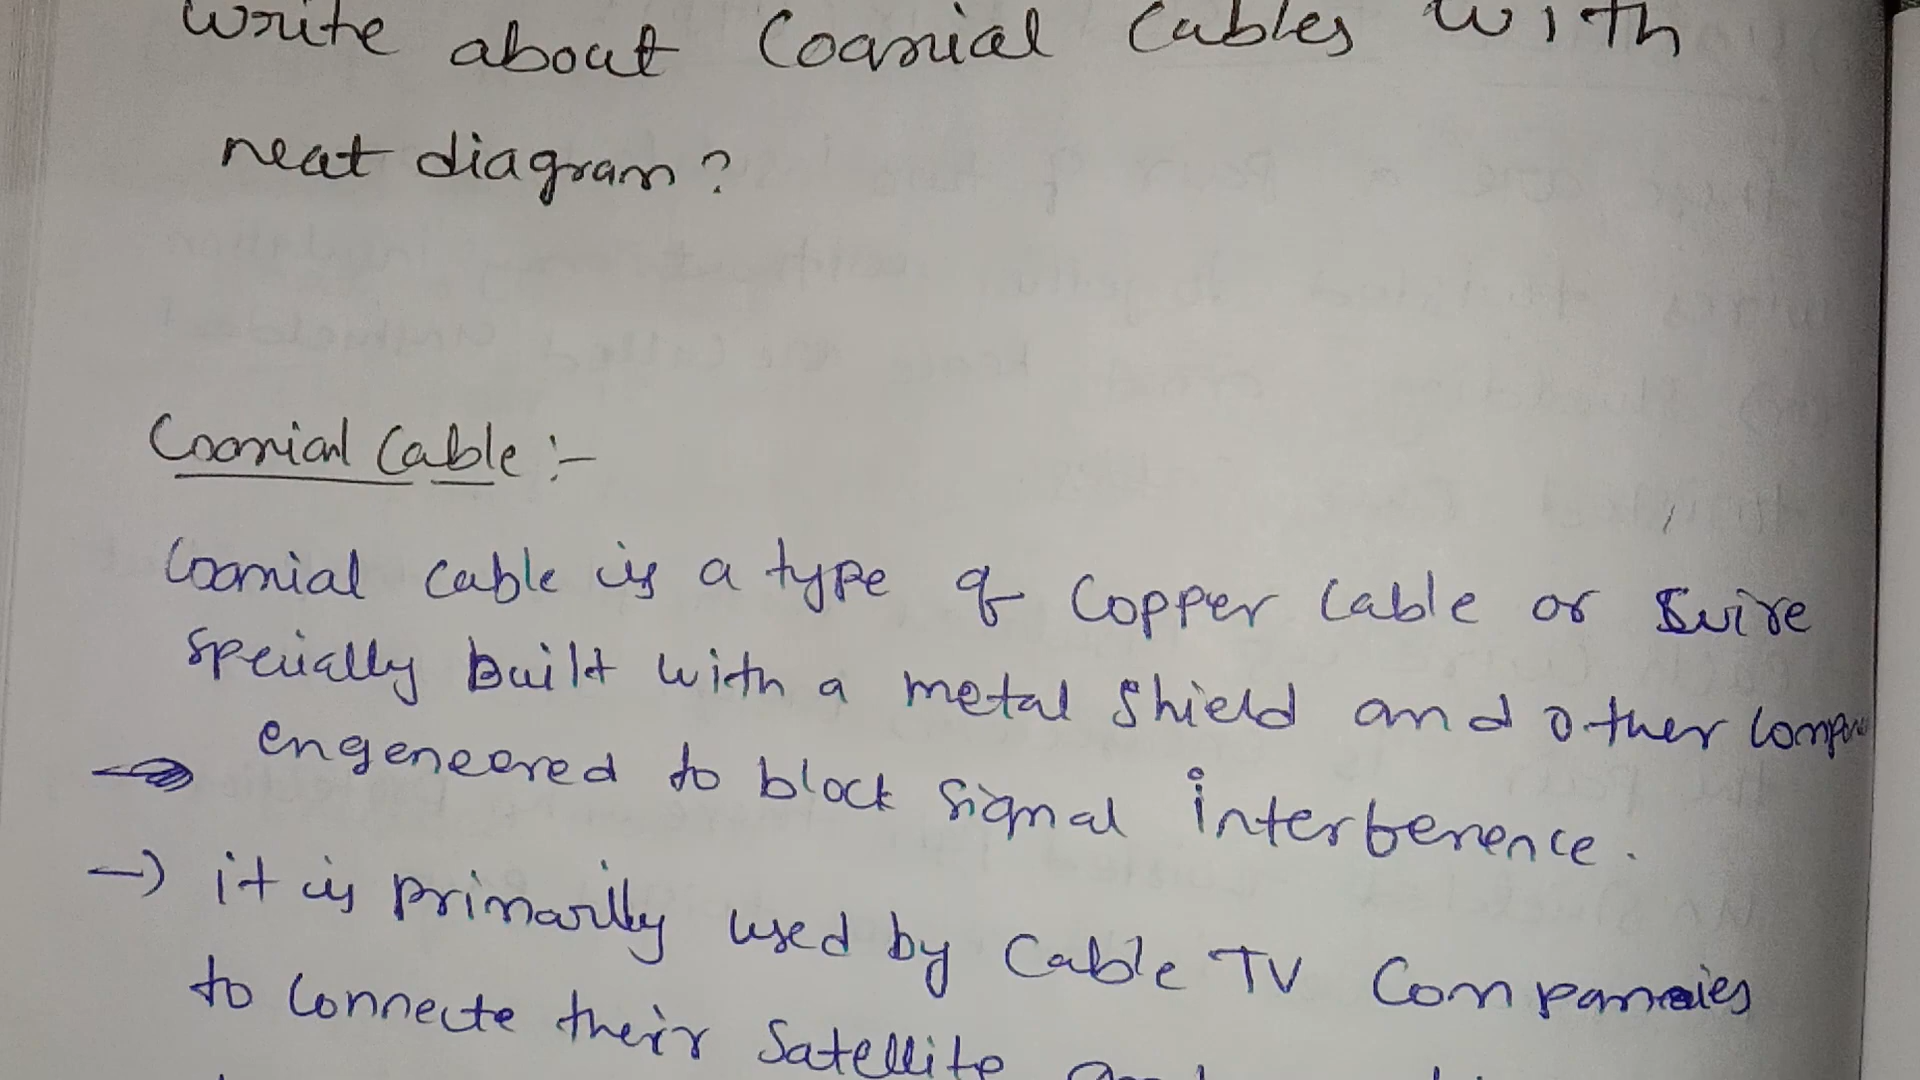 write about Coaxial Cables with
neat diagram?
Coaxial Cable :-
Coaxial cable is a type of Copper Cable or wire
specially built with a metal shield and other
engeneered to block signal interference.
→ it is primarilly used by Cable TV Companies
to connecte their Satellite